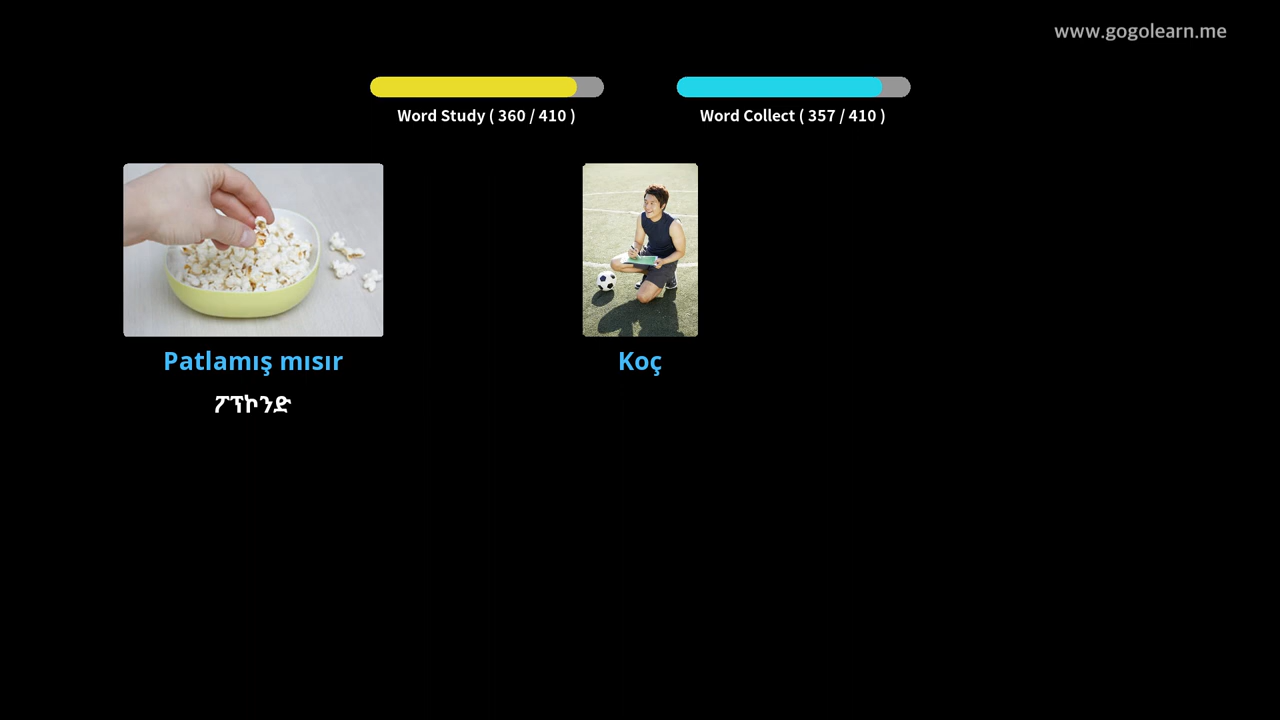 www.gogolearn.me
Word Study ( 360 / 410 )
Word Collect ( 357 / 410 )
Patlamış mısır
Koç
ፖፕኮንድ